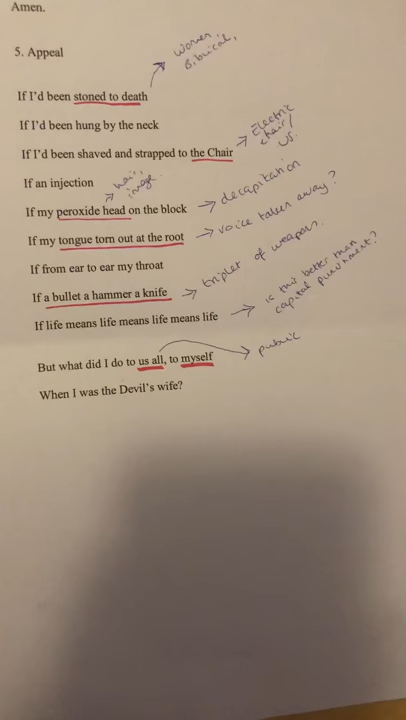 Amen.
women,
Biblical,
5. Appeal
If I'd been stoned to death
If I'd been hung by the neck
Electric
chair/
US.
If I'd been shaved and strapped to the Chair
If an injection
hair,
image.
If my peroxide head on the block
decapitation
If my tongue torn out at the root
voice taken away?
If from ear to ear my throat
If a bullet a hammer a knife
triplet of weapons.
If life means life means life means life
is this better than
capital punishment?
But what did I do to us all, to myself
public
When I was the Devil's wife?